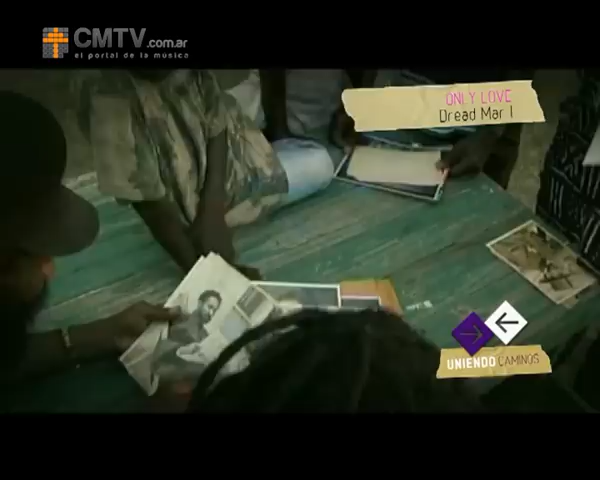 CMTV.com.ar
el portal de la música
ONLY LOVE
Dread Mar I
UNIENDO CAMINOS